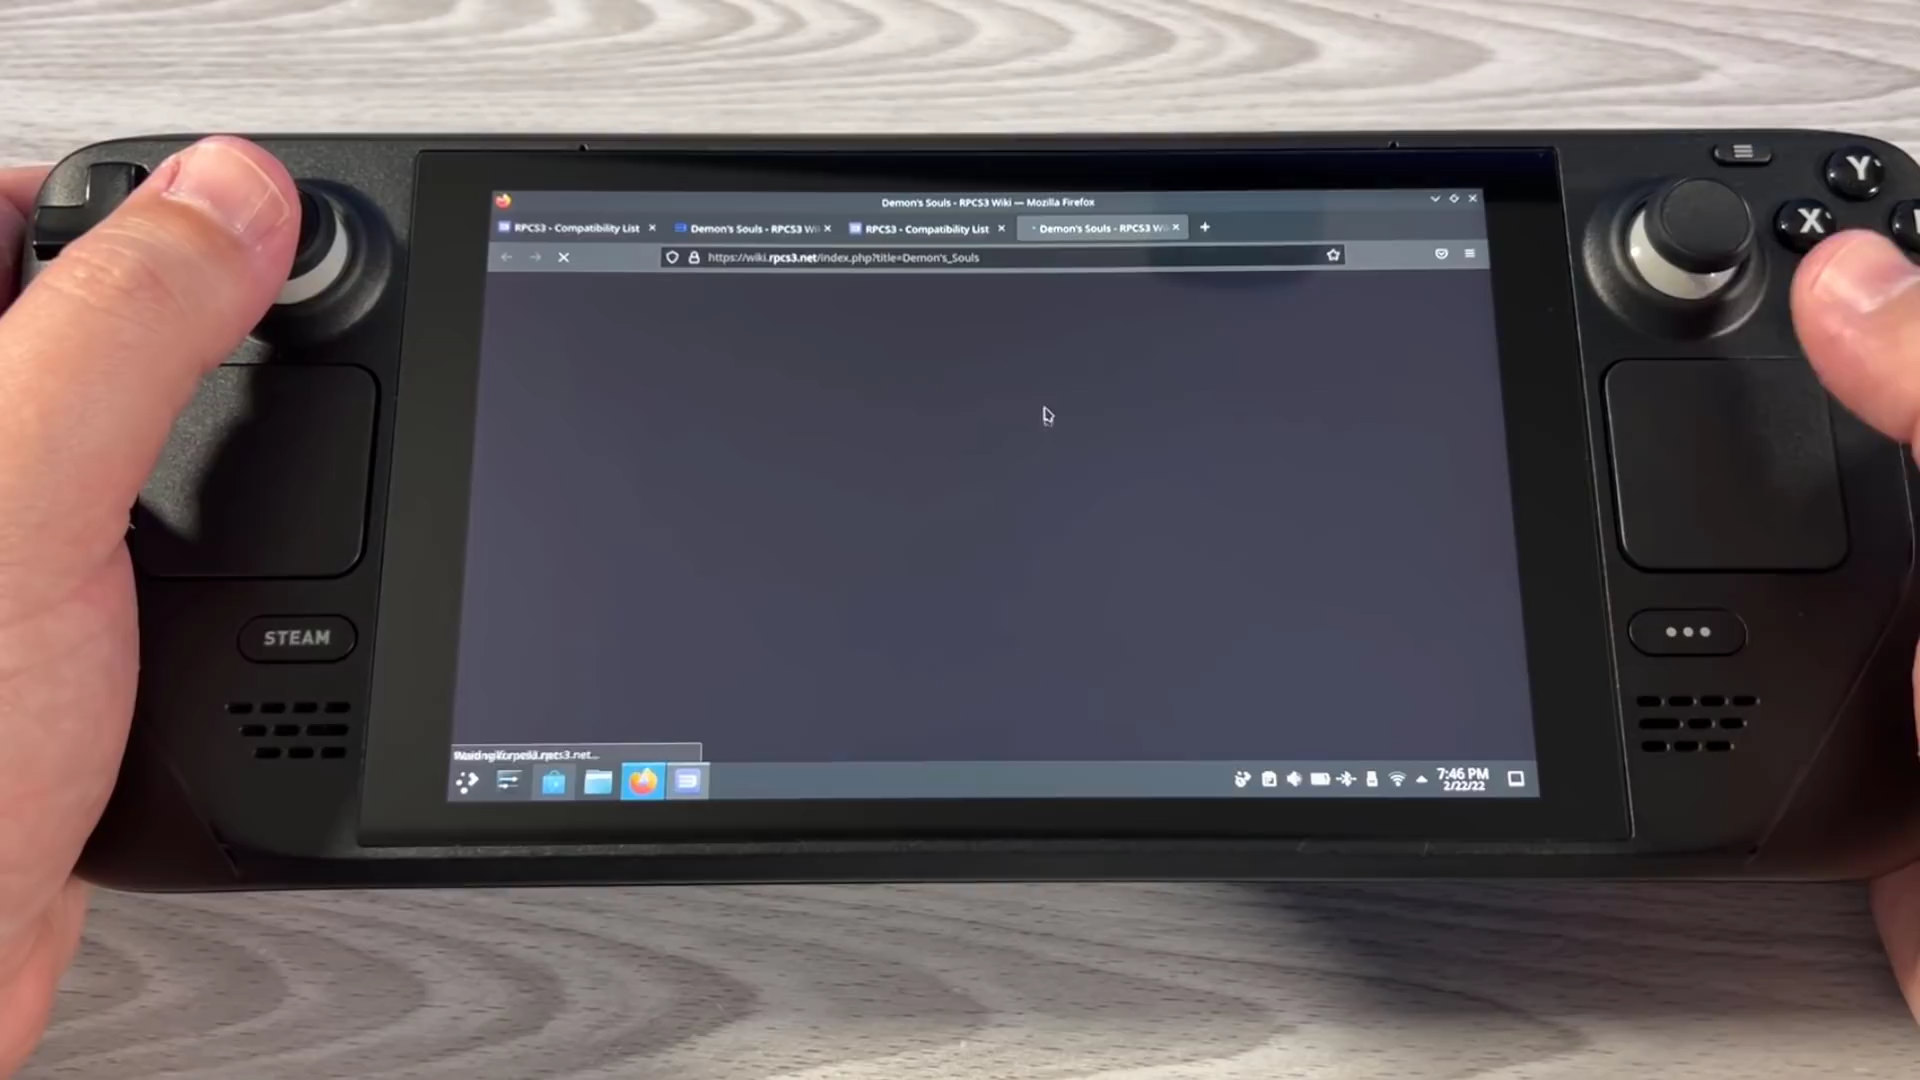 Demon's Souls - RPCS3 Wiki — Mozilla Firefox
RPCS3 - Compatibility List
Demon's Souls - RPCS3 Wi
RPCS3 - Compatibility List
Demon's Souls - RPCS3 W
https://wiki.rpcs3.net/index.php?title=Demon's_Souls
Y
X
STEAM
7:46 PM
2/22/22